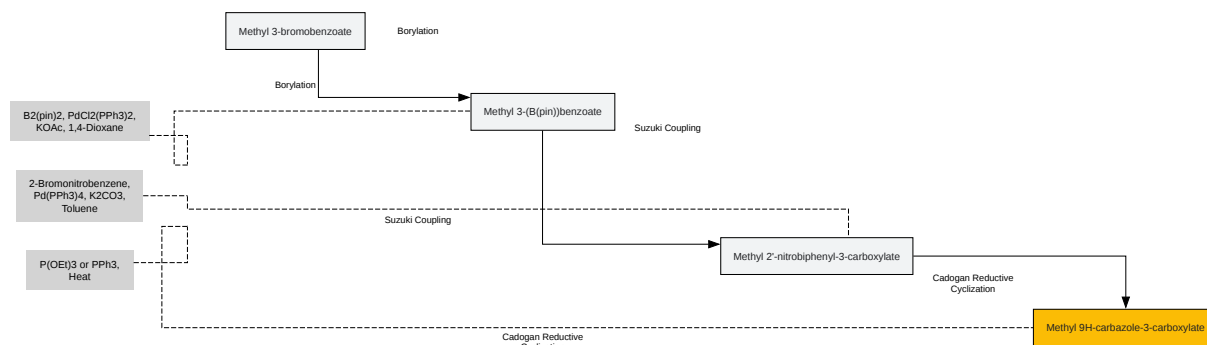 Methyl 3-bromobenzoate
Borylation
Borylation
B2(pin)2, PdCl2(PPh3)2,
KOAc, 1,4-Dioxane
Methyl 3-(B(pin))benzoate
Suzuki Coupling
2-Bromonitrobenzene,
Pd(PPh3)4, K2CO3,
Toluene
Suzuki Coupling
Methyl 2'-nitrobiphenyl-3-carboxylate
P(OEt)3 or PPh3,
Heat
Cadogan Reductive
Cyclization
Methyl 9H-carbazole-3-carboxylate
Cadogan Reductive